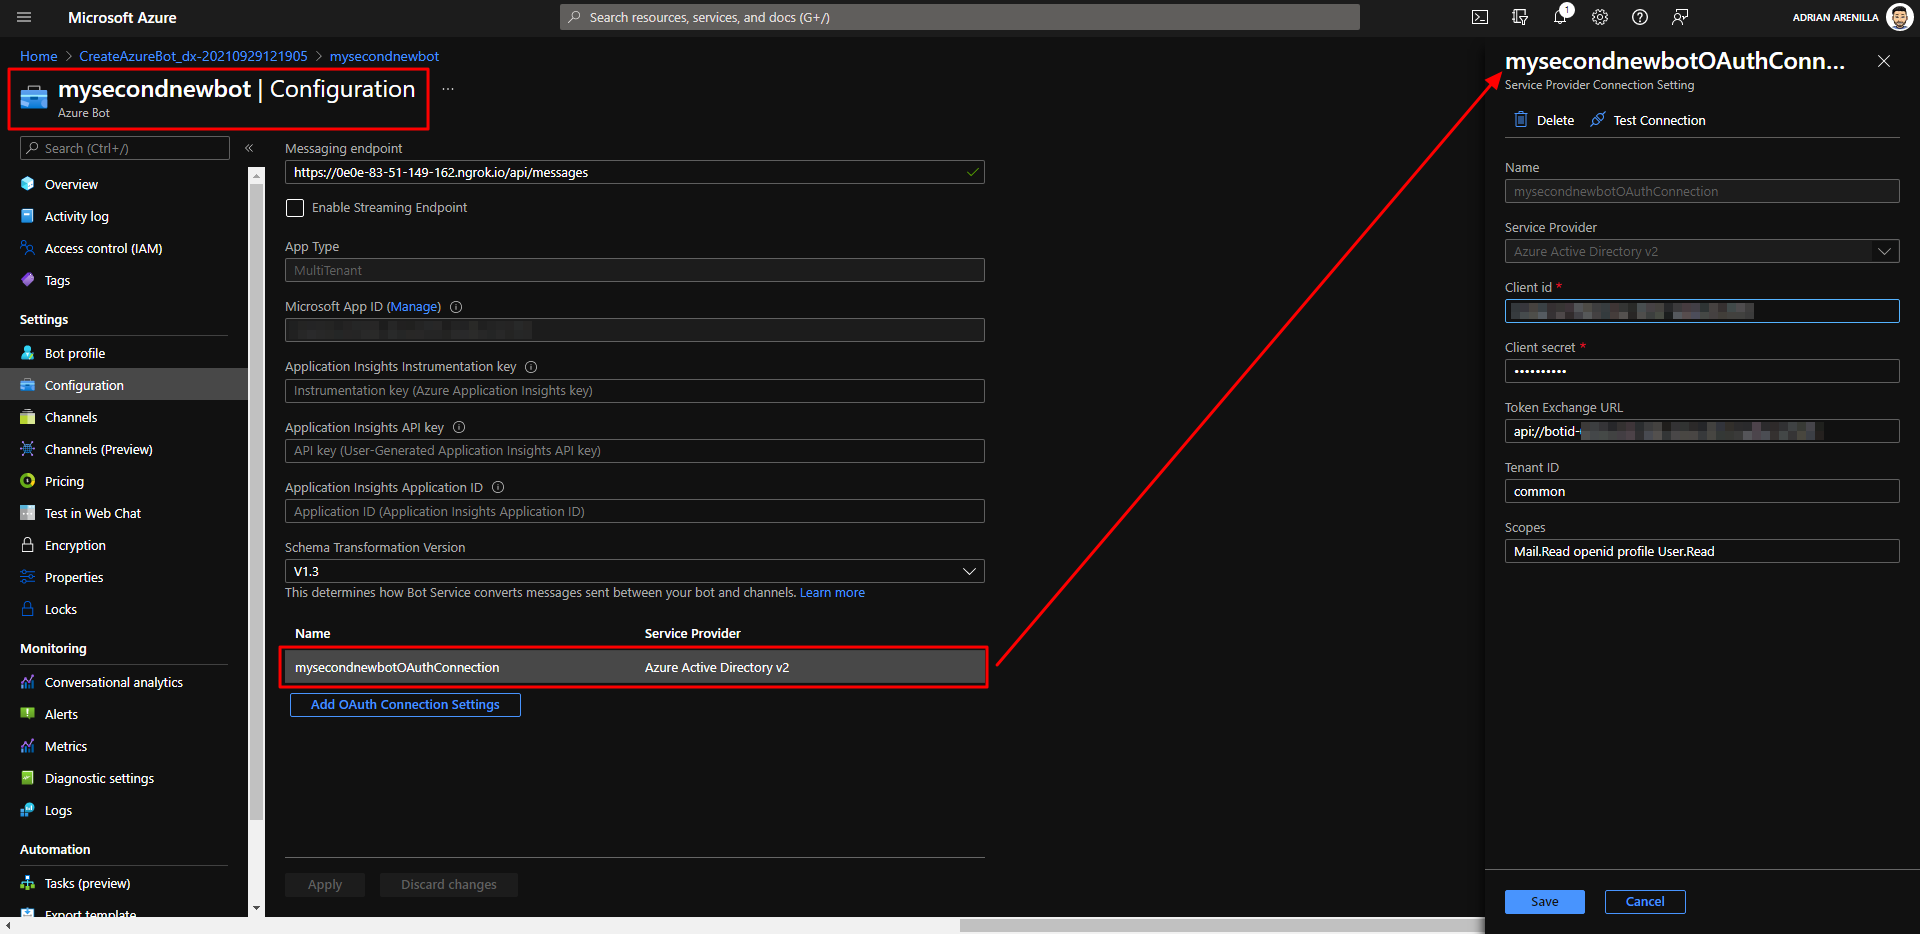 Microsoft Azure
Search resources, services, and docs (G+/)
1
ADRIAN ARENILLA
Home > CreateAzureBot_dx-20210929121905 > mysecondnewbot
mysecondnewbot | Configuration
...
Azure Bot
Search (Ctrl+/)
«
Overview
Activity log
Access control (IAM)
Tags
Settings
Bot profile
Configuration
Channels
Channels (Preview)
Pricing
Test in Web Chat
Encryption
Properties
Locks
Monitoring
Conversational analytics
Alerts
Metrics
Diagnostic settings
Logs
Automation
Tasks (preview)
Export template
Messaging endpoint
https://0e0e-83-51-149-162.ngrok.io/api/messages
Enable Streaming Endpoint
App Type
MultiTenant
Microsoft App ID (Manage)
Application Insights Instrumentation key
Instrumentation key (Azure Application Insights key)
Application Insights API key
API key (User-Generated Application Insights API key)
Application Insights Application ID
Application ID (Application Insights Application ID)
Schema Transformation Version
V1.3
This determines how Bot Service converts messages sent between your bot and channels. Learn more
Name Service Provider
mysecondnewbotOAuthConnection Azure Active Directory v2
Add OAuth Connection Settings
Apply Discard changes
mysecondnewbotOAuthConn...
Service Provider Connection Setting
Delete Test Connection
Name
mysecondnewbotOAuthConnection
Service Provider
Azure Active Directory v2
Client id *
Client secret *
••••••••••
Token Exchange URL
api://botid-
Tenant ID
common
Scopes
Mail.Read openid profile User.Read
Save Cancel